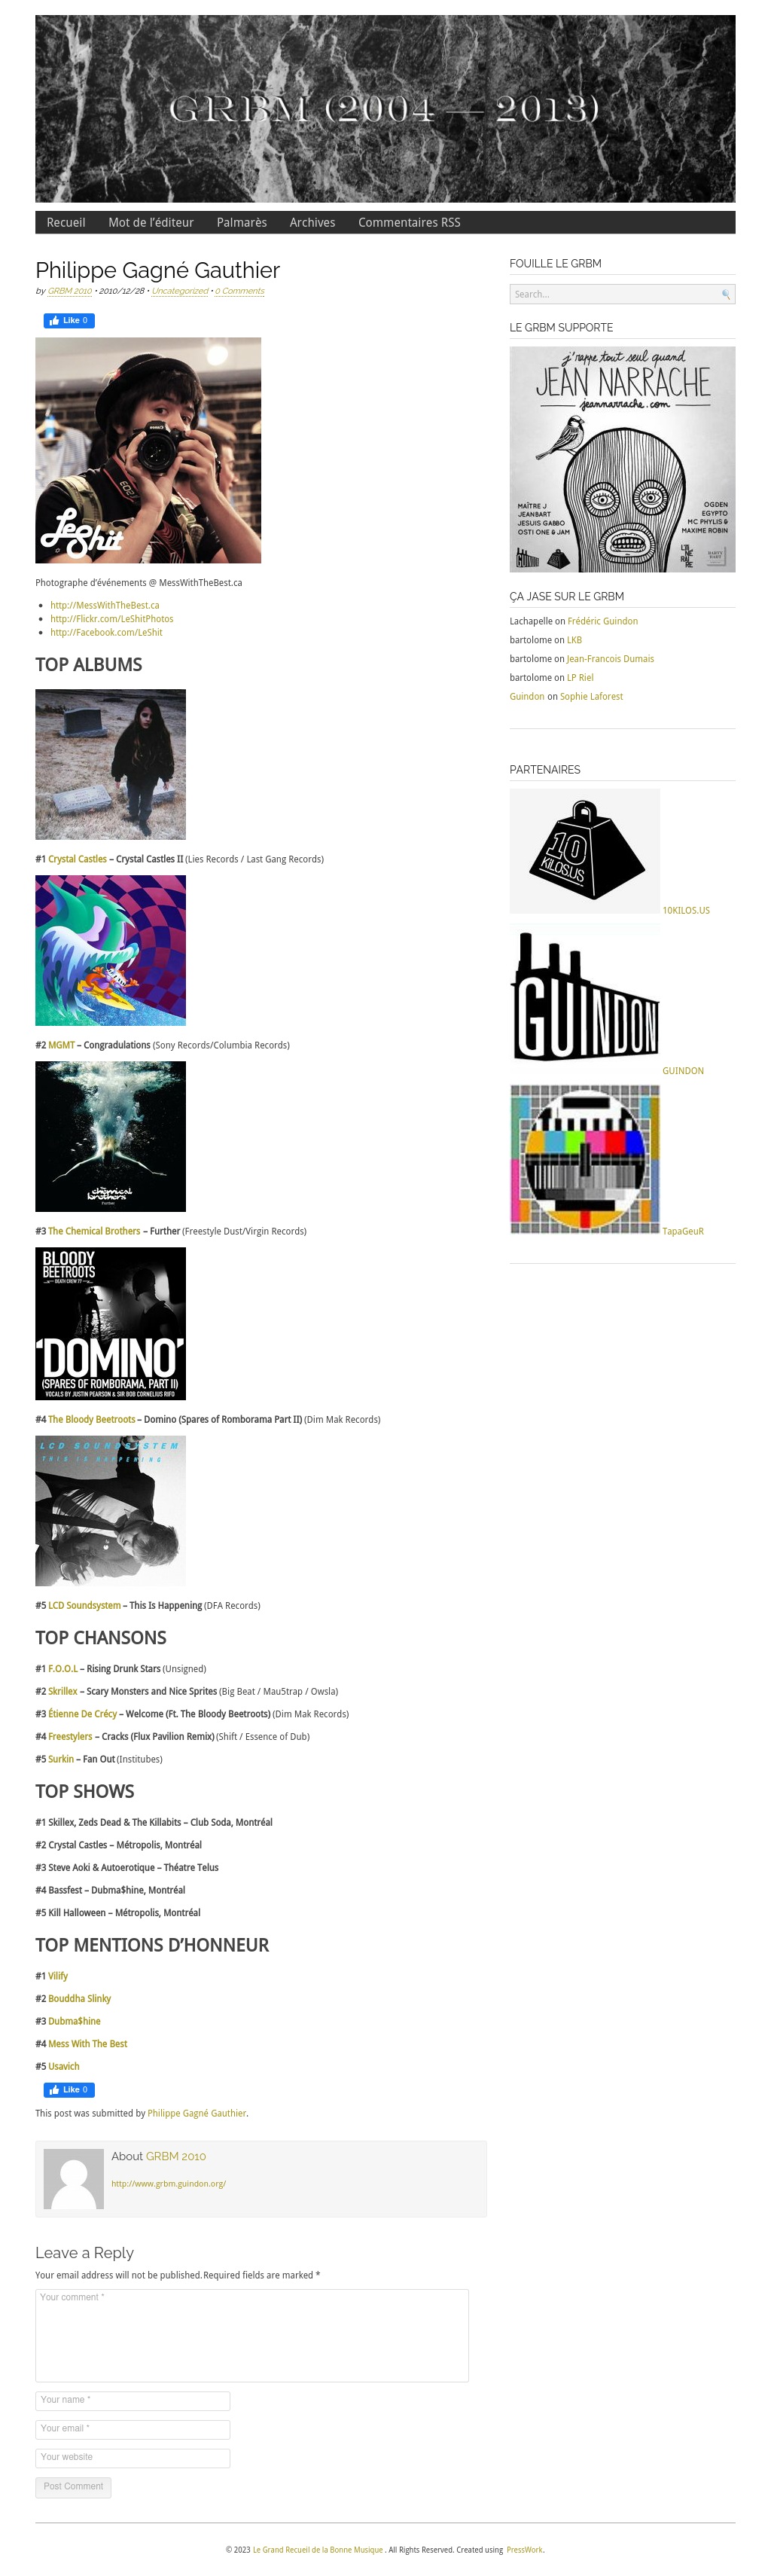 GRBM (2004 — 2013)
Recueil Mot de l’éditeur Palmarès Archives Commentaires RSS
Philippe Gagné Gauthier
by GRBM 2010 • 2010/12/28 • Uncategorized • 0 Comments
Like 0
LeShit
Photographe d’événements @ MessWithTheBest.ca
• http://MessWithTheBest.ca
• http://Flickr.com/LeShitPhotos
• http://Facebook.com/LeShit
TOP ALBUMS
#1 Crystal Castles – Crystal Castles II (Lies Records / Last Gang Records)
#2 MGMT – Congradulations (Sony Records/Columbia Records)
the chemical brothers
Further
#3 The Chemical Brothers – Further (Freestyle Dust/Virgin Records)
BLOODY
BEETROOTS
DEATH CREW 77
'DOMINO'
(SPARES OF ROMBORAMA, PART II)
VOCALS BY JUSTIN PEARSON & SIR BOB CORNELIUS RIFO
#4 The Bloody Beetroots – Domino (Spares of Romborama Part II) (Dim Mak Records)
LCD SOUNDSYSTEM
THIS IS HAPPENING
#5 LCD Soundsystem – This Is Happening (DFA Records)
TOP CHANSONS
#1 F.O.O.L – Rising Drunk Stars (Unsigned)
#2 Skrillex – Scary Monsters and Nice Sprites (Big Beat / Mau5trap / Owsla)
#3 Étienne De Crécy – Welcome (Ft. The Bloody Beetroots) (Dim Mak Records)
#4 Freestylers – Cracks (Flux Pavilion Remix) (Shift / Essence of Dub)
#5 Surkin – Fan Out (Institubes)
TOP SHOWS
#1 Skillex, Zeds Dead & The Killabits – Club Soda, Montréal
#2 Crystal Castles – Métropolis, Montréal
#3 Steve Aoki & Autoerotique – Théatre Telus
#4 Bassfest – Dubma$hine, Montréal
#5 Kill Halloween – Métropolis, Montréal
TOP MENTIONS D’HONNEUR
#1 Vilify
#2 Bouddha Slinky
#3 Dubma$hine
#4 Mess With The Best
#5 Usavich
Like 0
This post was submitted by Philippe Gagné Gauthier.
About GRBM 2010
http://www.grbm.guindon.org/
Leave a Reply
Your email address will not be published. Required fields are marked *
Your comment *
Your name *
Your email *
Your website
Post Comment
FOUILLE LE GRBM
Search...
LE GRBM SUPPORTE
j'rappe tout seul quand
JEAN NARRACHE
jeannarrache.com
MAÎTRE J
JEANBART
JESUIS GABBO
OSTI ONE & JAM
OGDEN
EGYPTO
MC PHYLIS &
MAXIME ROBIN
ÇA JASE SUR LE GRBM
Lachapelle on Frédéric Guindon
bartolome on LKB
bartolome on Jean-Francois Dumais
bartolome on LP Riel
Guindon on Sophie Laforest
PARTENAIRES
10
KILOS.US
10KILOS.US
GUINDON
GUINDON
TapaGeuR
© 2023 Le Grand Recueil de la Bonne Musique . All Rights Reserved. Created using PressWork.